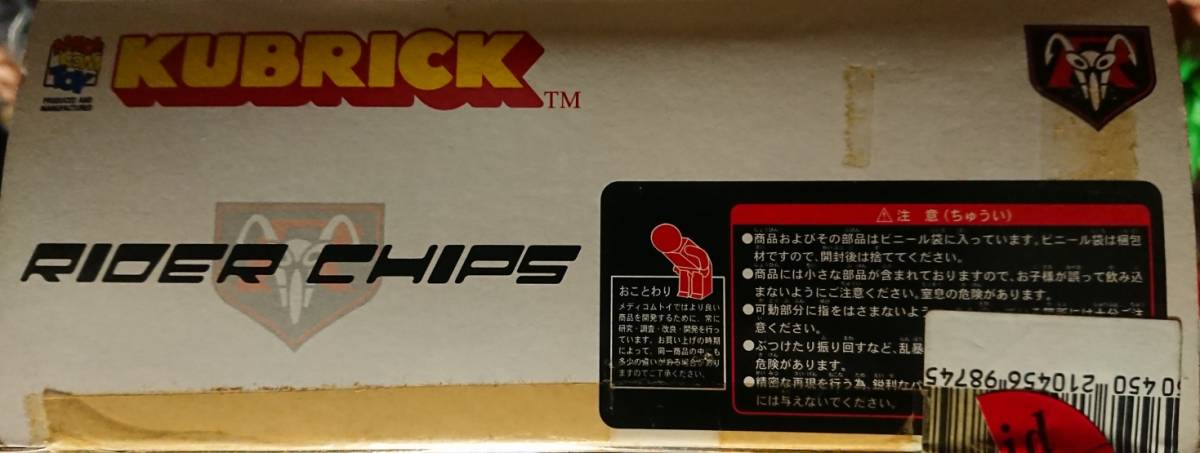 MEDICOM
TOY
PRODUCED AND
MANUFACTURED
KUBRICK TM
RIDER CHIPS
おことわり
メディコムトイではより良い
商品を開発するために、常に
研究・調査・改良・開発を行っ
ています。お買い上げの時期
によって、同一商品の中にも
多少の違いがある場合があり
ますのでご了承ください。
⚠注 意(ちゅうい)
●商品およびその部品はビニール袋に入っています。ビニール袋は梱包
材ですので、開封後は捨ててください。
●商品には小さな部品が含まれておりますので、お子様が誤って飲み込
まないようにご注意ください。窒息の危険があります。
●可動部分に指をはさまないよう
意ください。
●ぶつけたり振り回すなど、乱暴
危険があります。
●精密な再現を行う為、鋭利なパ
には与えないでください。
50 450 210456 98745
id